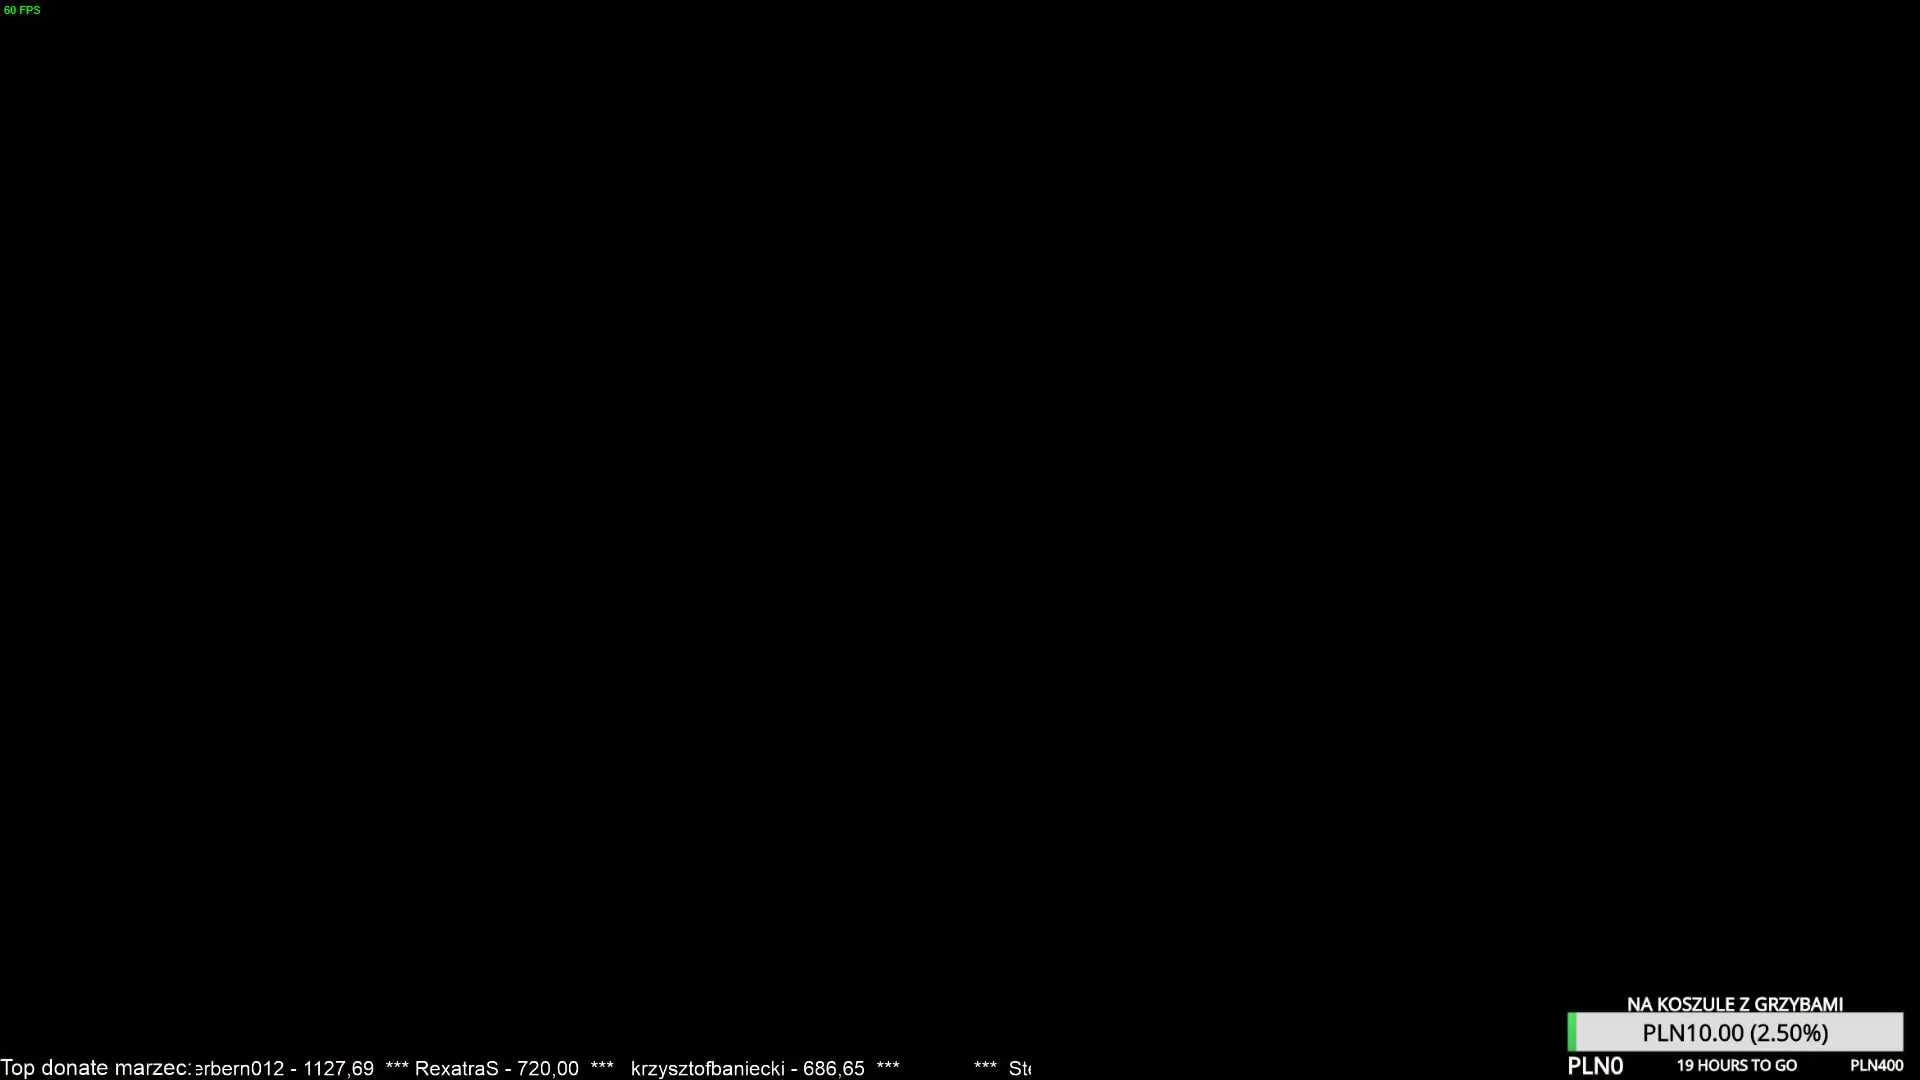 60 FPS
NA KOSZULE Z GRZYBAMI
PLN10.00 (2.50%)
PLN0 19 HOURS TO GO PLN400
Top donate marzec: erbern012 - 1127,69 *** RexatraS - 720,00 *** krzysztofbaniecki - 686,65 *** ***